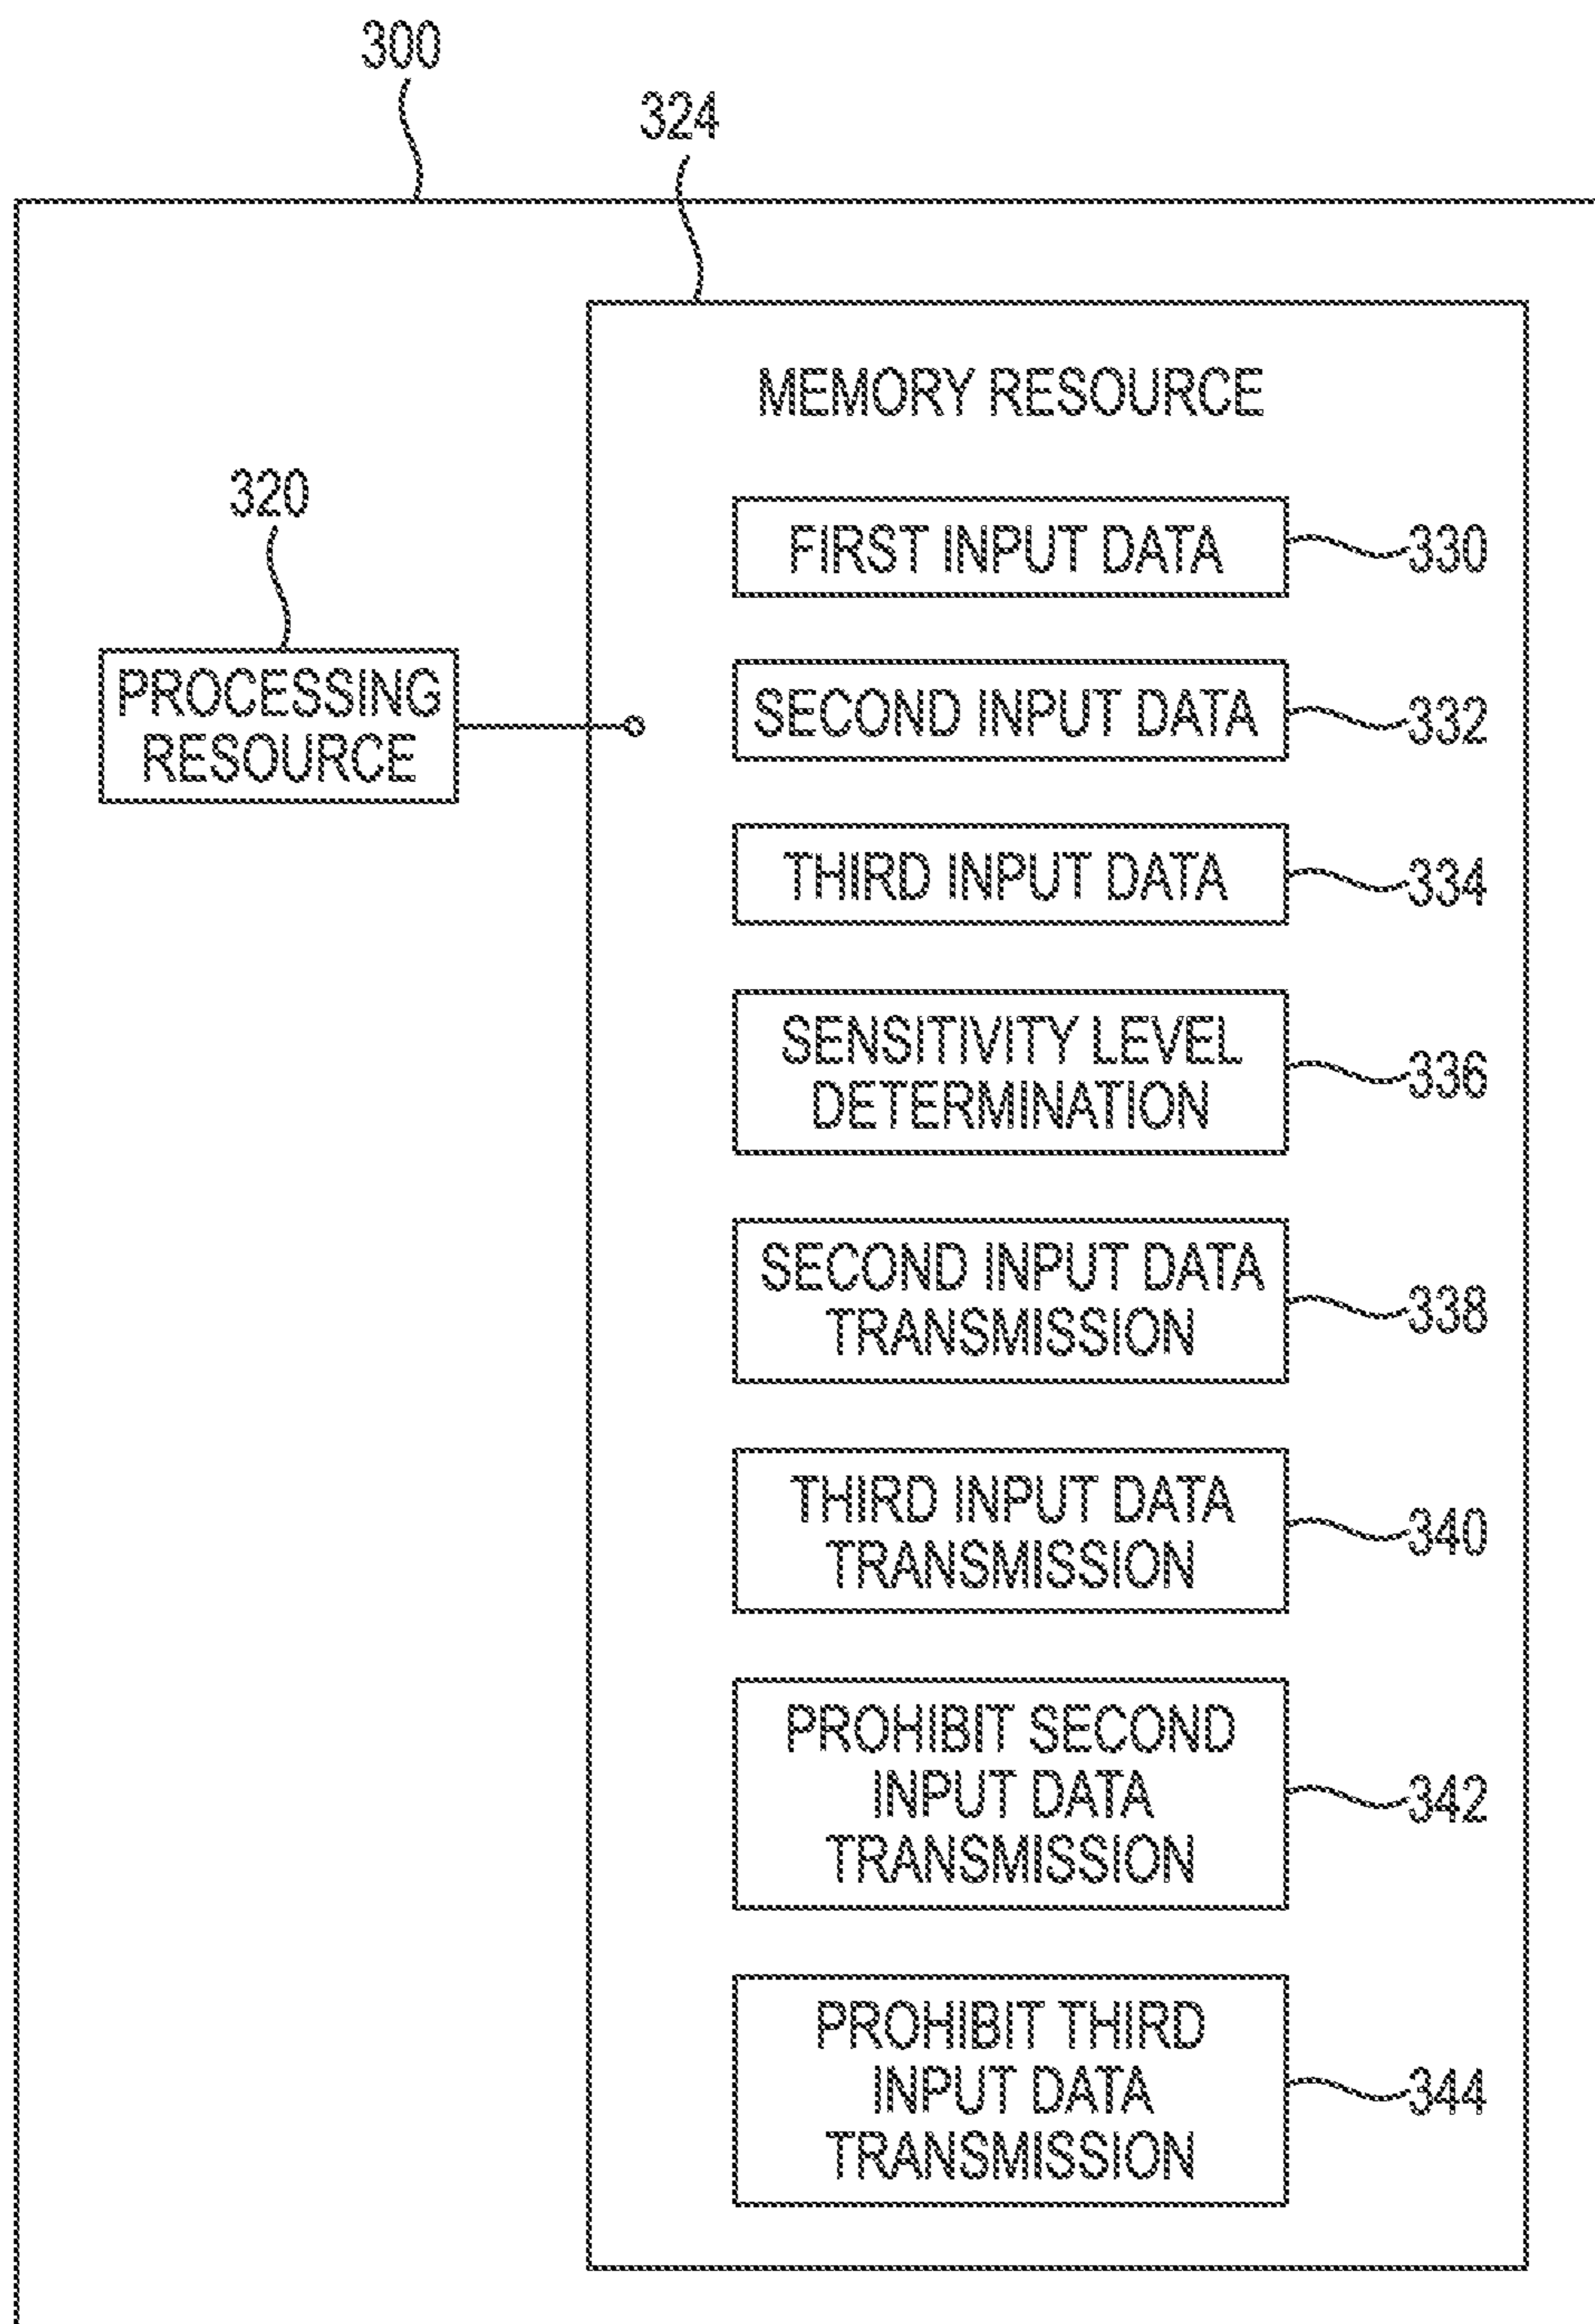 300
324
MEMORY RESOURCE
320
PROCESSING
RESOURCE
FIRST INPUT DATA
330
SECOND INPUT DATA
332
THIRD INPUT DATA
334
SENSITIVITY LEVEL
DETERMINATION
336
SECOND INPUT DATA
TRANSMISSION
338
THIRD INPUT DATA
TRANSMISSION
340
PROHIBIT SECOND
INPUT DATA
TRANSMISSION
342
PROHIBIT THIRD
INPUT DATA
TRANSMISSION
344